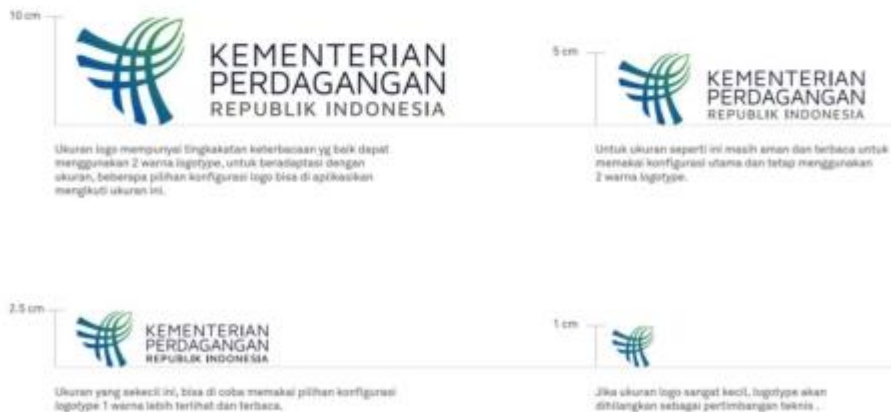 10 cm
KEMENTERIAN
PERDAGANGAN
REPUBLIK INDONESIA
Ukuran logo mempunyai tingkakatan keterbacaan yg baik dapat
menggunakan 2 warna logotype, untuk beradaptasi dengan
ukuran, beberapa pilihan konfigurasi logo bisa di aplikasikan
mengikuti ukuran ini.
5 cm
KEMENTERIAN
PERDAGANGAN
REPUBLIK INDONESIA
Untuk ukuran seperti ini masih aman dan terbaca untuk
memakai konfigurasi utama dan tetap menggunakan
2 warna logotype.
2.5 cm
KEMENTERIAN
PERDAGANGAN
REPUBLIK INDONESIA
Ukuran yang sekecil ini, bisa di coba memakai pilihan konfigurasi
logotype 1 warna lebih terlihat dan terbaca.
1 cm
Jika ukuran logo sangat kecil, logotype akan
dihilangkan sebagai pertimbangan teknis .